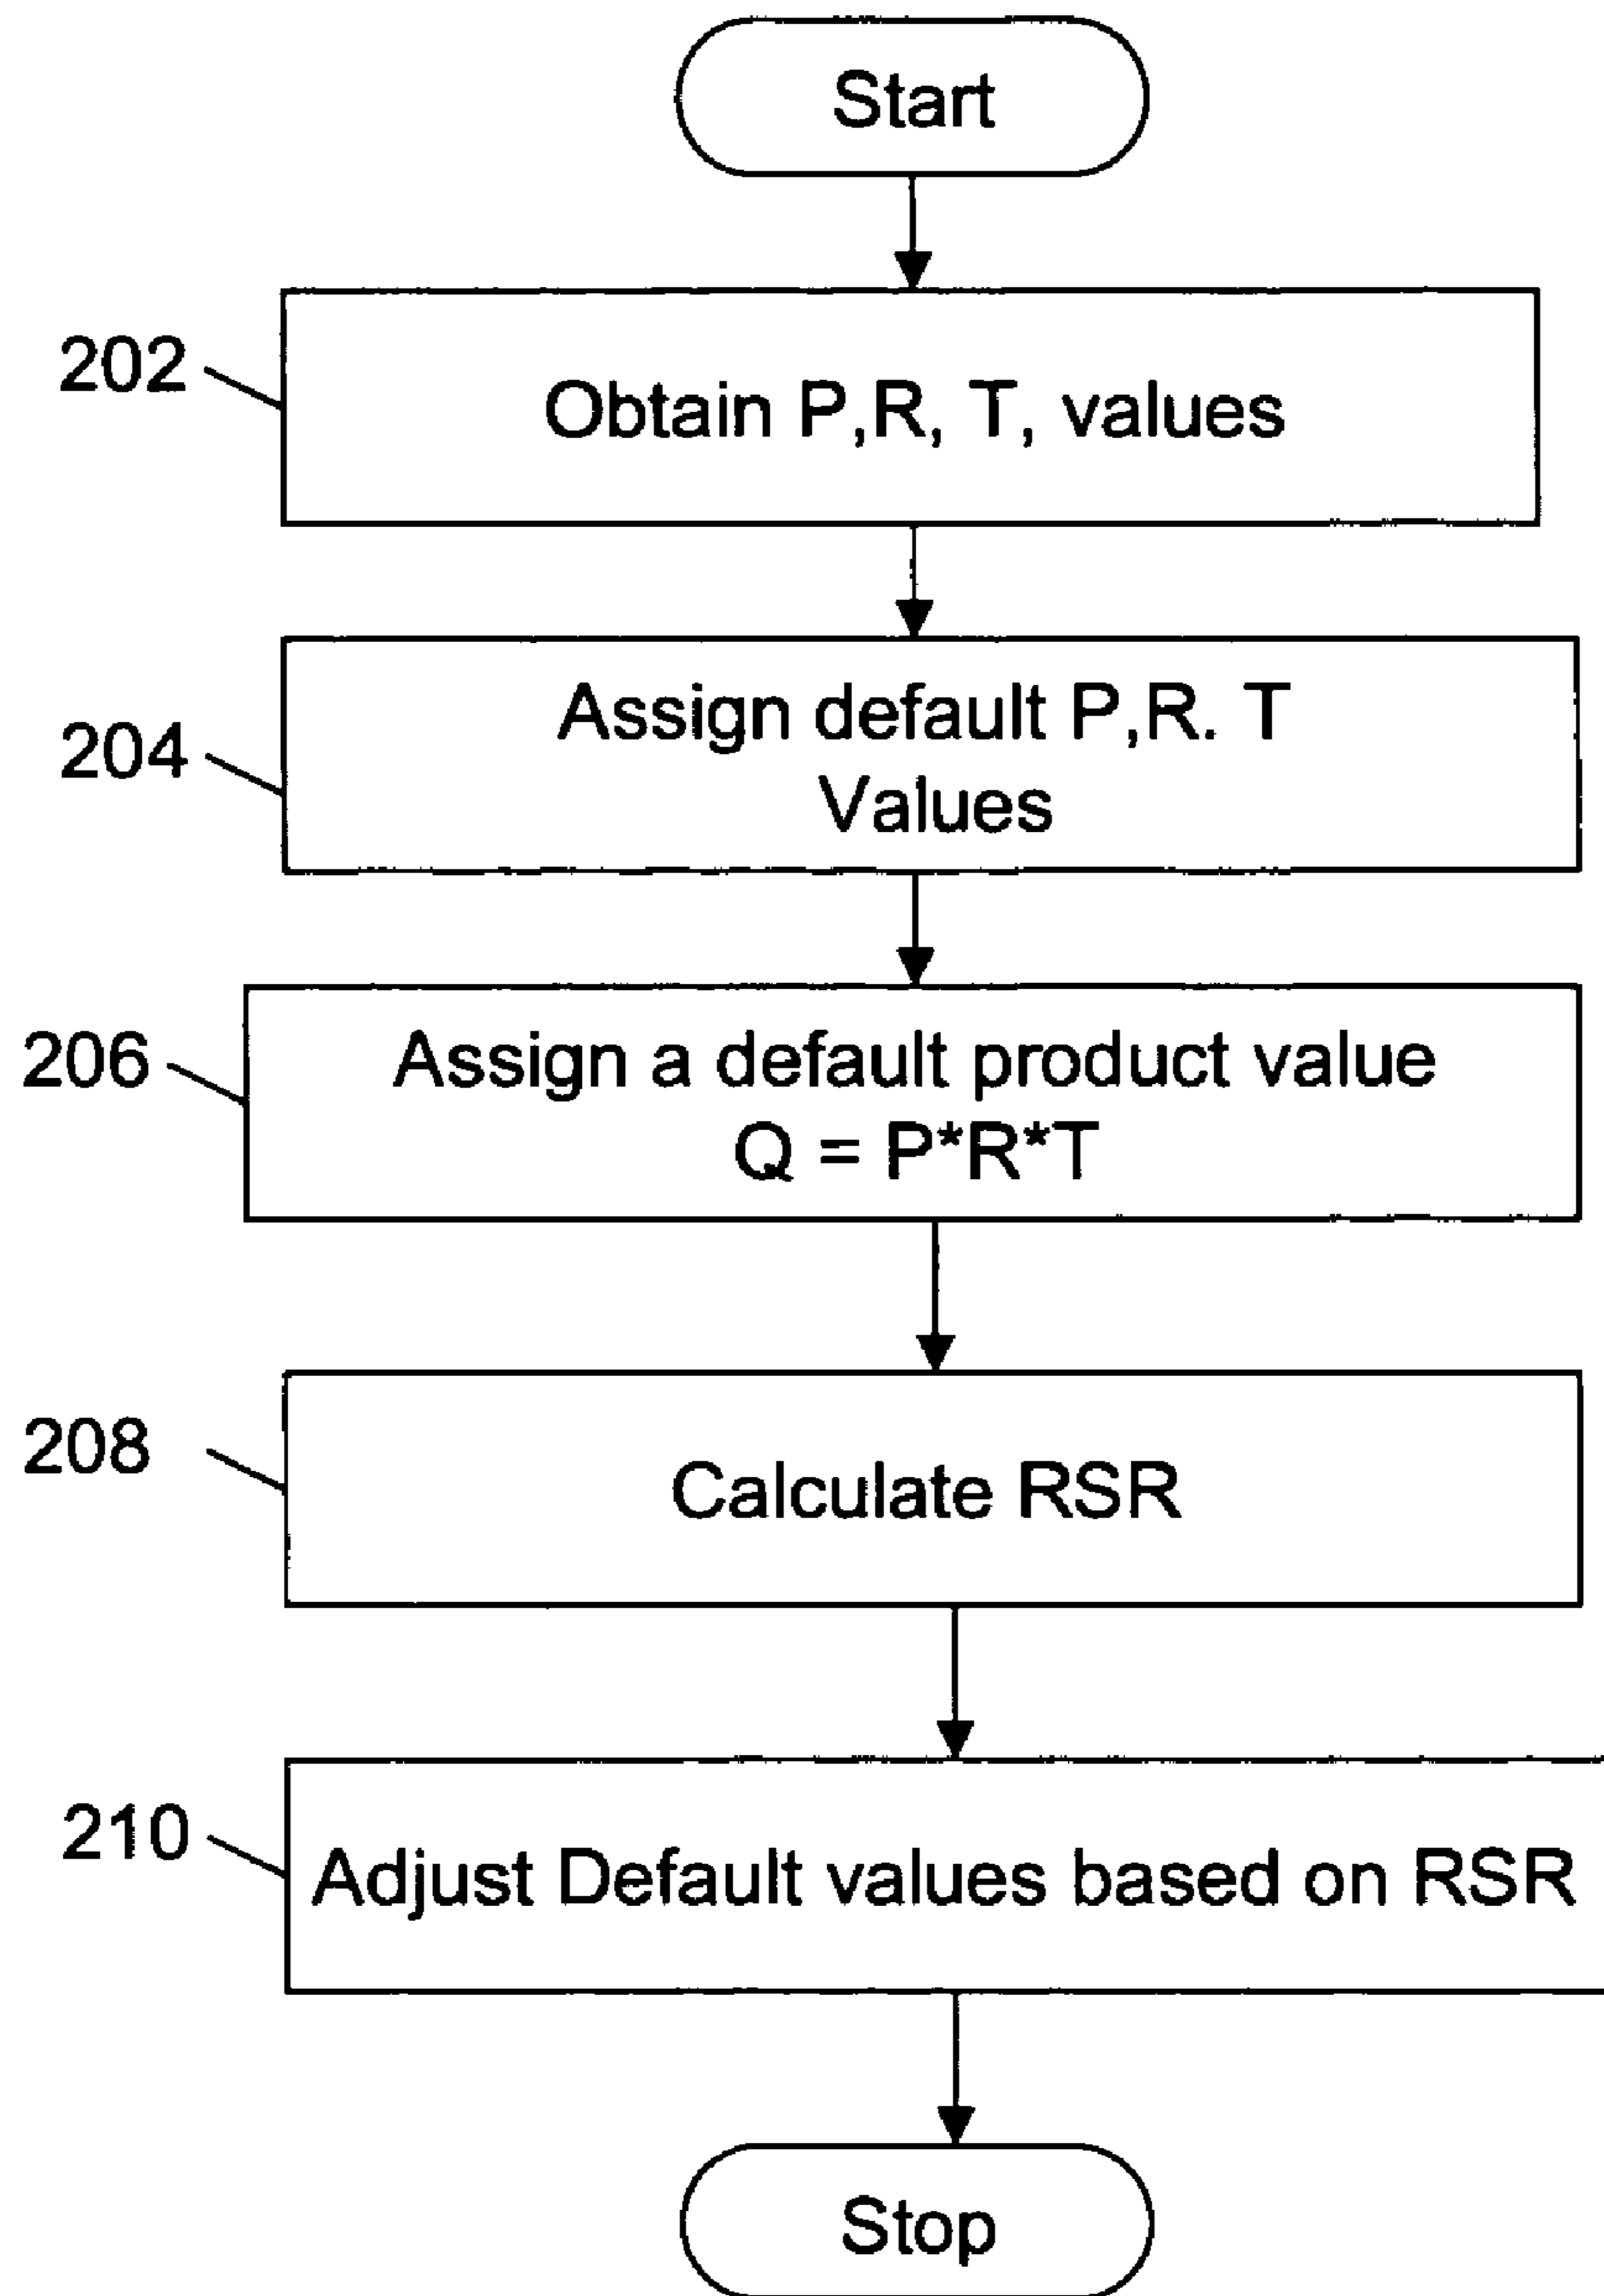 Start
202
Obtain P,R, T, values
204
Assign default P,R. T
Values
206
Assign a default product value
Q = P*R*T
208
Calculate RSR
210
Adjust Default values based on RSR
Stop